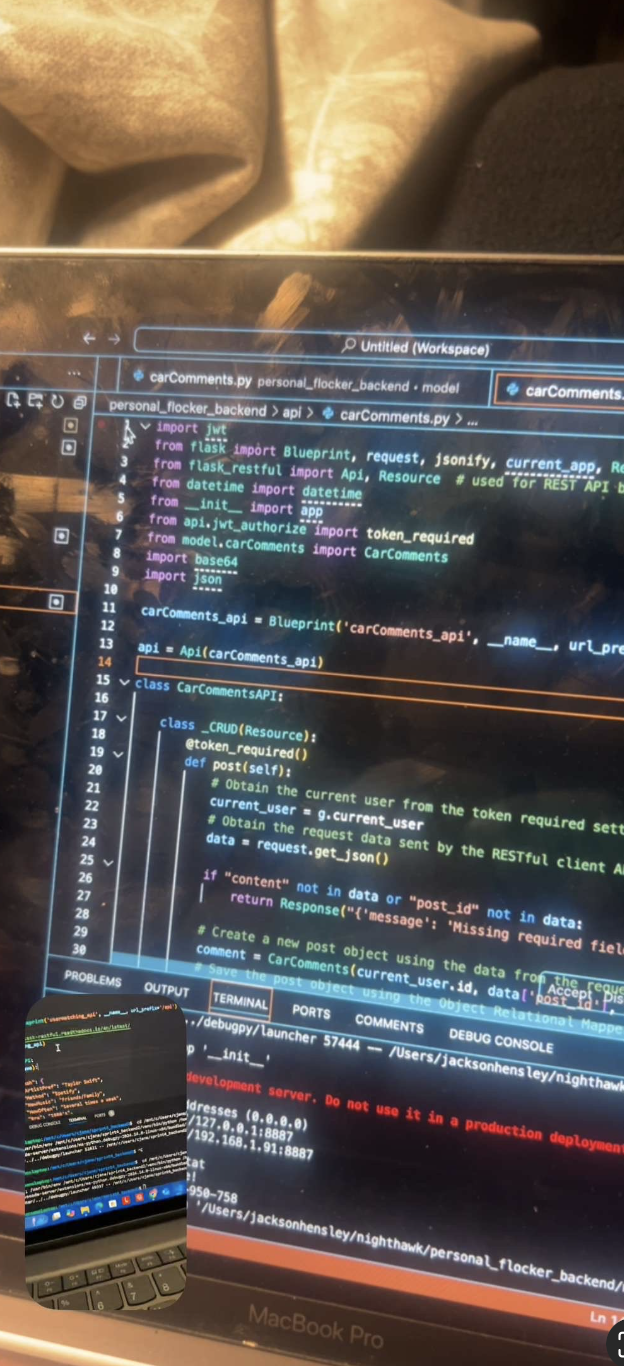 Untitled (Workspace)
carComments.py personal_flocker_backend • model
carComments.
personal_flocker_backend > api > carComments.py > ...
1 import jwt
2 from flask import Blueprint, request, jsonify, current_app, Re
3 from flask_restful import Api, Resource # used for REST API b
4 from datetime import datetime
5 from __init__ import app
6 from api.jwt_authorize import token_required
7 from model.carComments import CarComments
8 import base64
9 import json
10
11 carComments_api = Blueprint('carComments_api', __name__, url_pre
12
13 api = Api(carComments_api)
14
15 class CarCommentsAPI:
16
17 class _CRUD(Resource):
18 @token_required()
19 def post(self):
20 # Obtain the current user from the token required sett
21 current_user = g.current_user
22 # Obtain the request data sent by the RESTful client A
23 data = request.get_json()
24
25 if "content" not in data or "post_id" not in data:
26 return Response("{'message': 'Missing required fiel
27
28 # Create a new post object using the data from the reque
29 comment = CarComments(current_user.id, data['post_id'],
30 # Save the post object using the Object Relational Mappe
Accept Dis
PROBLEMS OUTPUT TERMINAL PORTS COMMENTS DEBUG CONSOLE
../debugpy/launcher 57444 -- /Users/jacksonhensley/nighthawk
p '__init__'
development server. Do not use it in a production deploymen
dresses (0.0.0.0)
/127.0.0.1:8887
/192.168.1.91:8887
tat
!
-950-758
'/Users/jacksonhensley/nighthawk/personal_flocker_backend/
Ln 1
MacBook Pro
"Taylor Swift",
"Spotify",
6
7
8